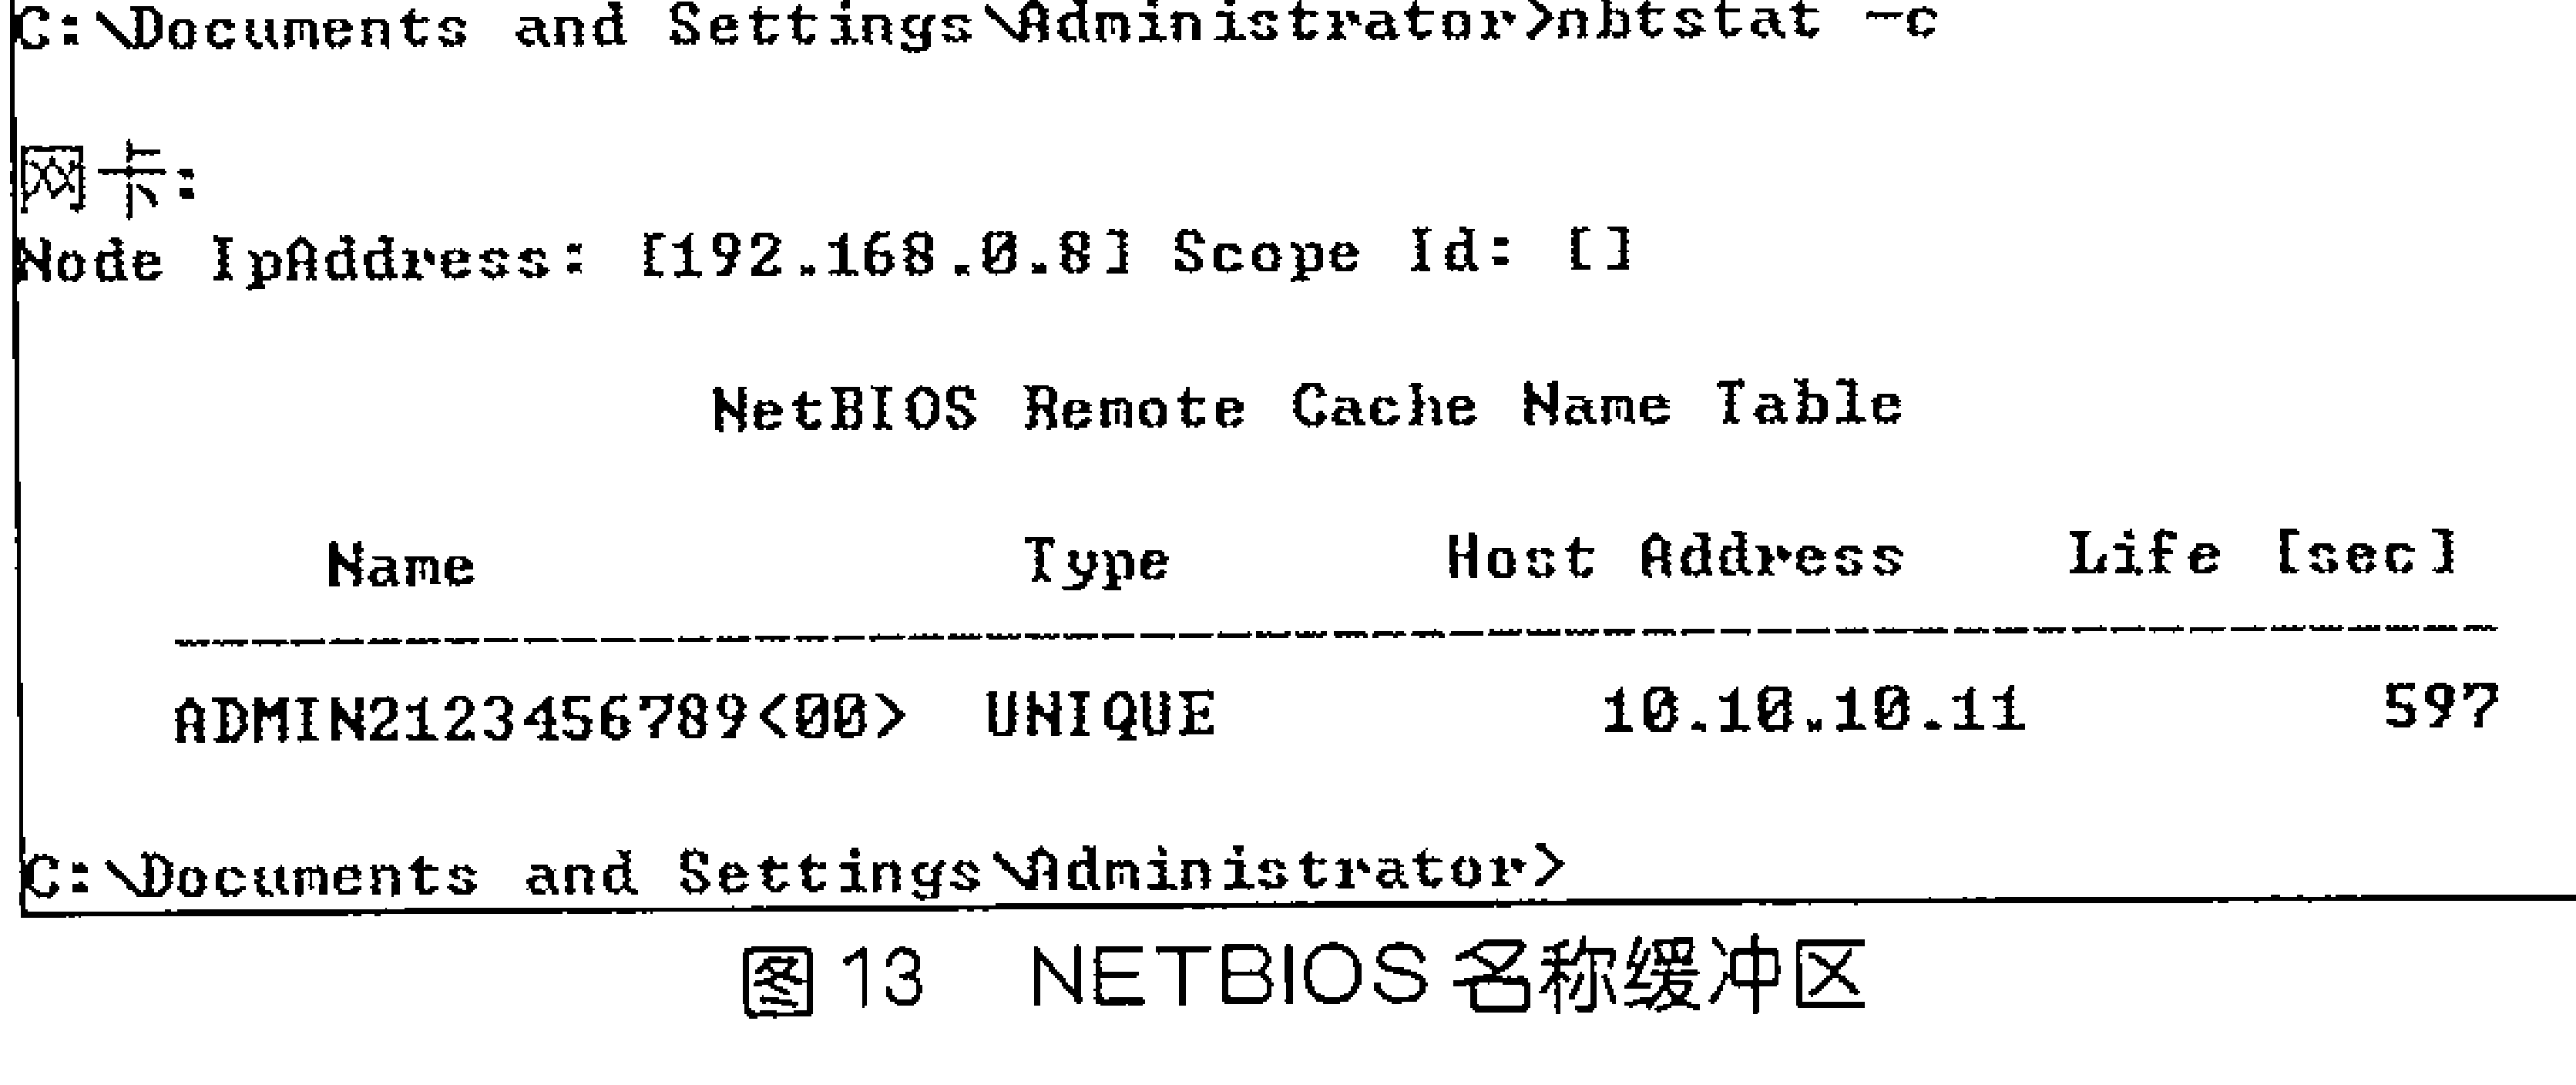 C:\Documents and Settings\Administrator>nbtstat -c
网卡:
Node IpAddress: [192.168.0.8] Scope Id: []
NetBIOS Remote Cache Name Table
Name Type Host Address Life [sec]
------------------------------------------------------------
ADMIN2123456789<00> UNIQUE 10.10.10.11 597
C:\Documents and Settings\Administrator>
图 13 NETBIOS 名称缓冲区